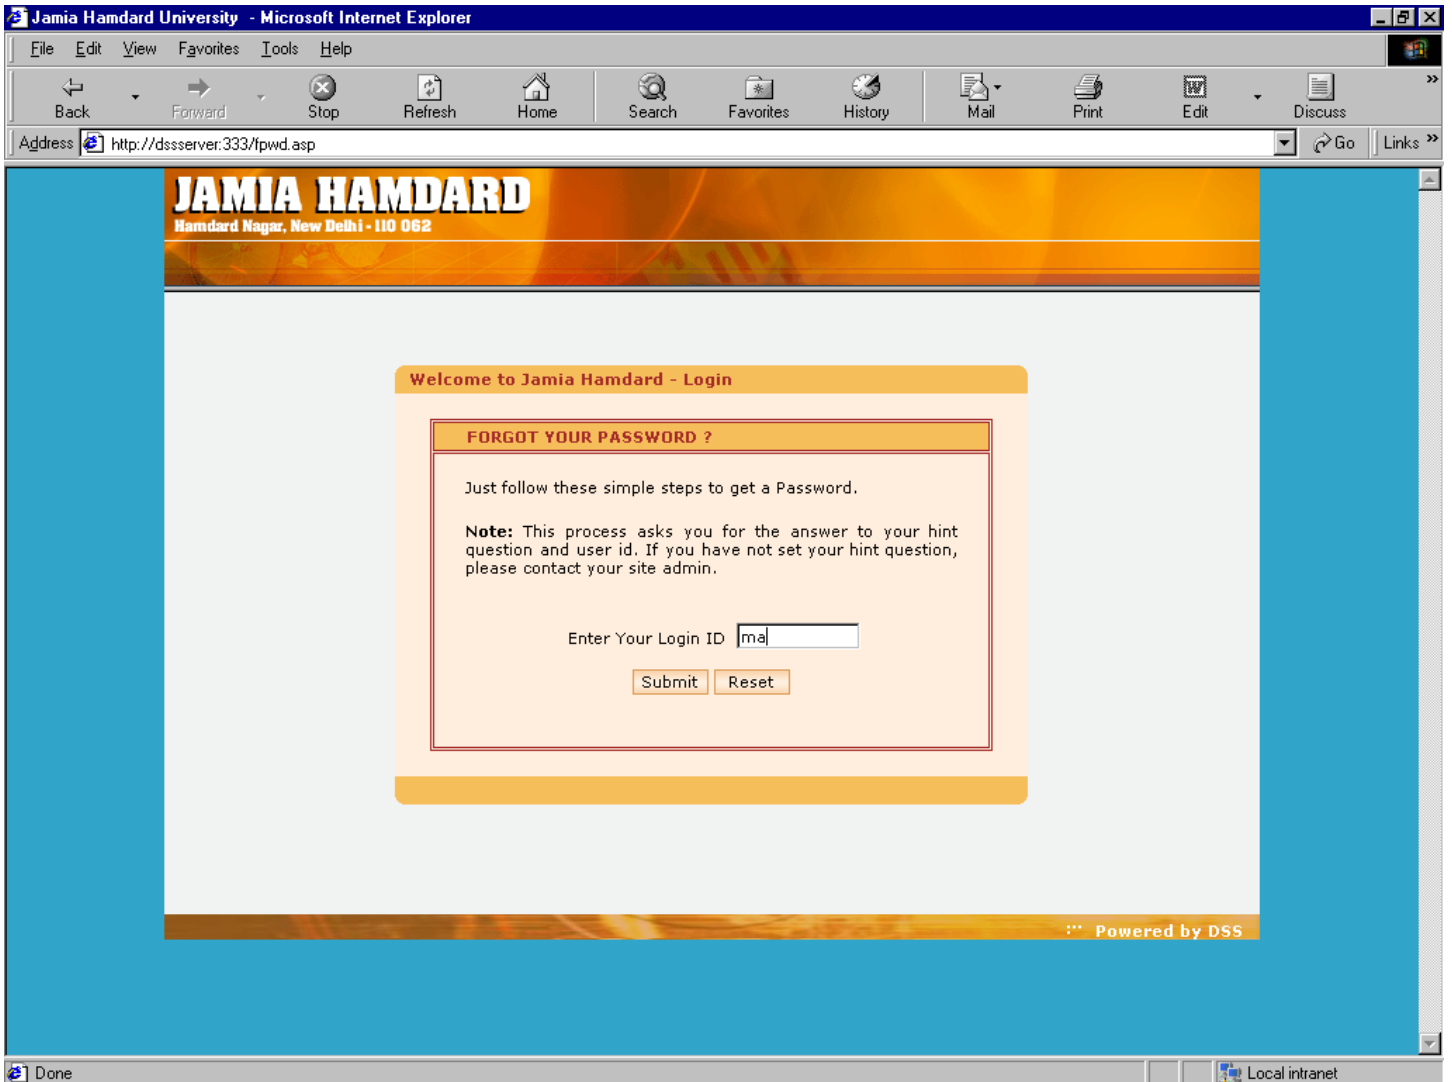 Jamia Hamdard University - Microsoft Internet Explorer
File Edit View Favorites Tools Help
Back Forward Stop Refresh Home Search Favorites History Mail Print Edit Discuss »
Address http://dssserver:333/fpwd.asp Go Links »
JAMIA HAMDARD
Hamdard Nagar, New Delhi - 110 062
Welcome to Jamia Hamdard - Login
FORGOT YOUR PASSWORD ?
Just follow these simple steps to get a Password.
Note: This process asks you for the answer to your hint
question and user id. If you have not set your hint question,
please contact your site admin.
Enter Your Login ID ma
Submit Reset
Powered by DSS
Done Local intranet